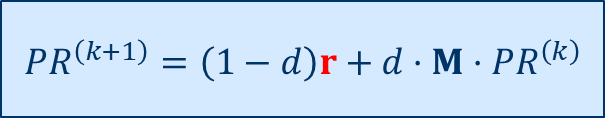 PR^(k+1) = (1 − d)r + d · M · PR^(k)